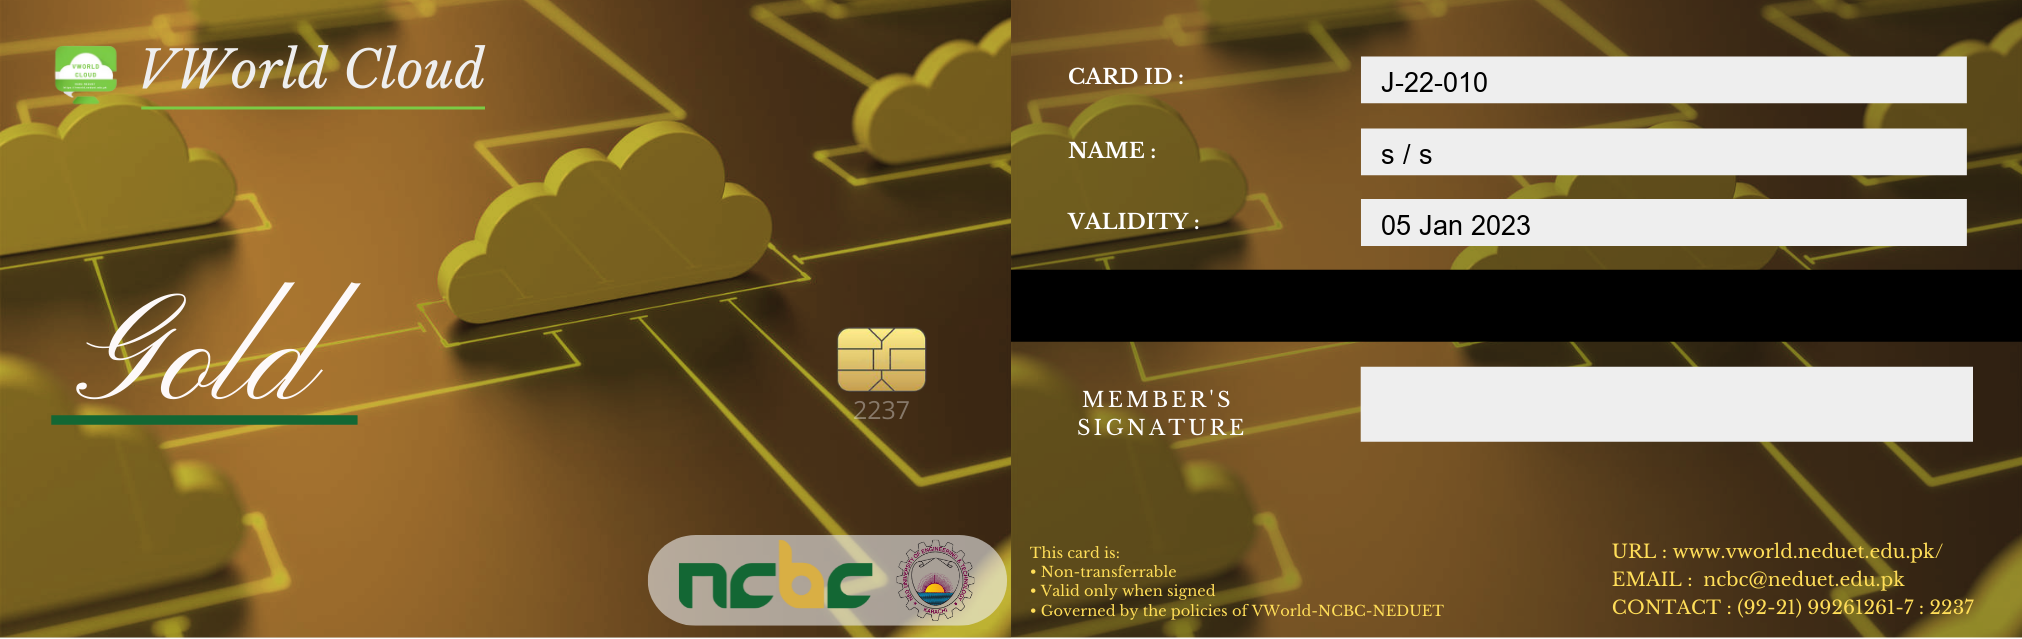 VWORLD
CLOUD
VWorld Cloud
Gold
2237
ncbc
CARD ID :
J-22-010
NAME :
s / s
VALIDITY :
05 Jan 2023
MEMBER'S
SIGNATURE
This card is:
• Non-transferrable
• Valid only when signed
• Governed by the policies of VWorld-NCBC-NEDUET
URL : www.vworld.neduet.edu.pk/
EMAIL : ncbc@neduet.edu.pk
CONTACT : (92-21) 99261261-7 : 2237